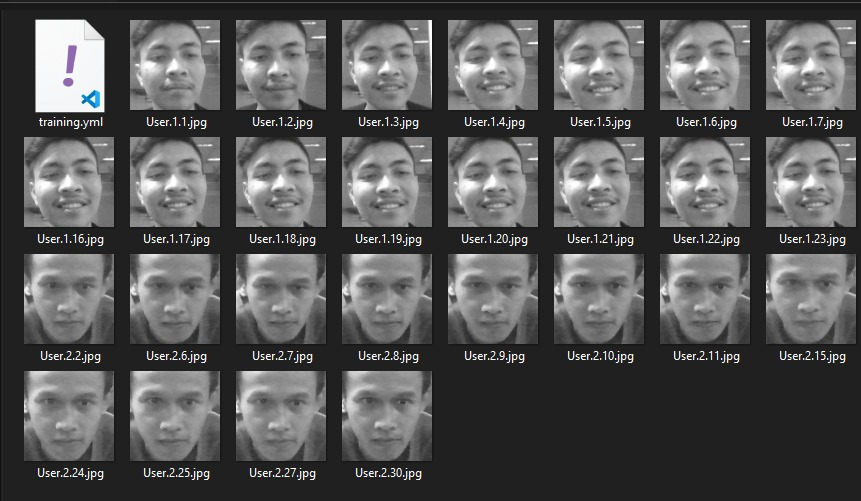 training.yml User.1.1.jpg User.1.2.jpg User.1.3.jpg User.1.4.jpg User.1.5.jpg User.1.6.jpg User.1.7.jpg
User.1.16.jpg User.1.17.jpg User.1.18.jpg User.1.19.jpg User.1.20.jpg User.1.21.jpg User.1.22.jpg User.1.23.jpg
User.2.2.jpg User.2.6.jpg User.2.7.jpg User.2.8.jpg User.2.9.jpg User.2.10.jpg User.2.11.jpg User.2.15.jpg
User.2.24.jpg User.2.25.jpg User.2.27.jpg User.2.30.jpg